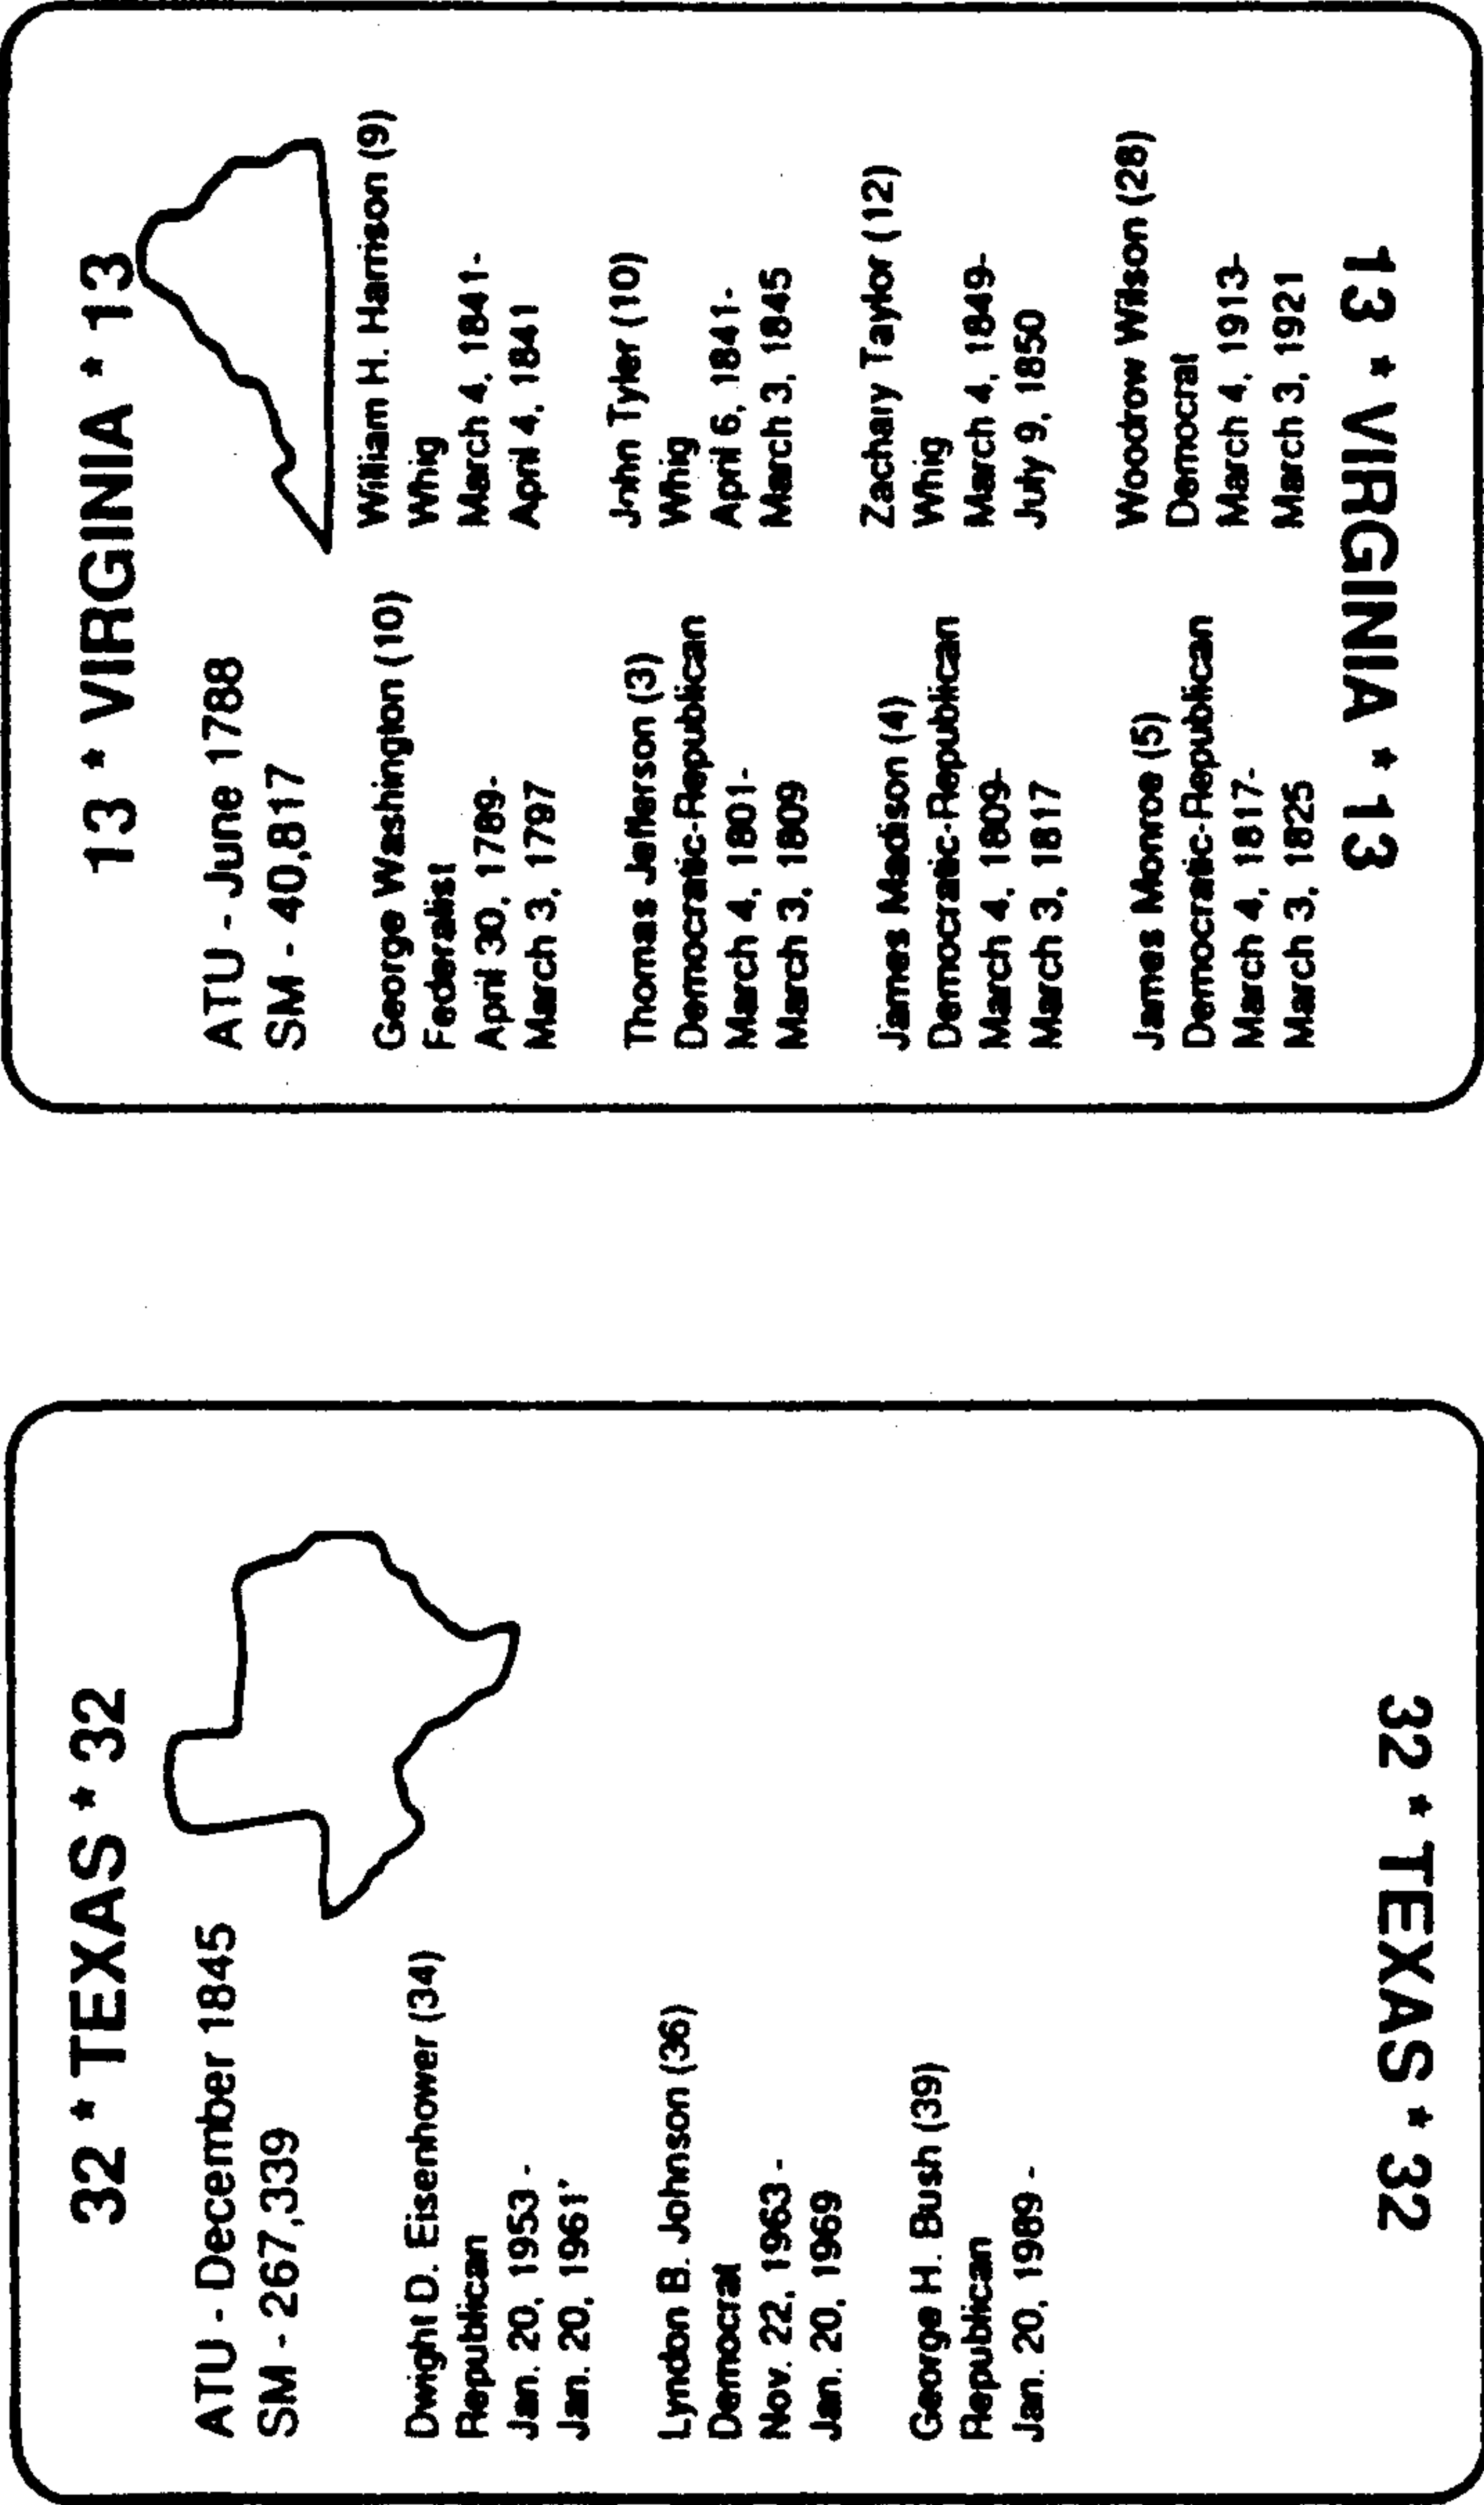 32 * TEXAS * 32
ATU - December 1845
SM - 267,339
Dwight D. Eisenhower (34)
Republican
Jan. 20, 1953 -
Jan. 20, 1961
Lyndon B. Johnson (36)
Democrat
Nov. 22, 1963 -
Jan. 20, 1969
George H. Bush (39)
Republican
Jan. 20, 1989 -
32 * TEXAS * 32
13 * VIRGINIA * 13
ATU - June 1788
SM - 40,817
George Washington (10)
Federalist
April 30, 1789-
March 3, 1797
Thomas Jefferson (3)
Democratic-Republican
March 4, 1801-
March 3, 1809
James Madison (4)
Democratic-Republican
March 4, 1809-
March 3, 1817
James Monroe (5)
Democratic-Republican
March 4, 1817-
March 3, 1825
William H. Harrison (9)
Whig
March 4, 1841-
April 4, 1841
John Tyler (10)
Whig
April 6, 1841-
March 3, 1845
Zachary Taylor (12)
Whig
March 4, 1849-
July 9, 1850
Woodrow Wilson (28)
Democrat
March 4, 1913-
March 3, 1921
13 * VIRGINIA * 13